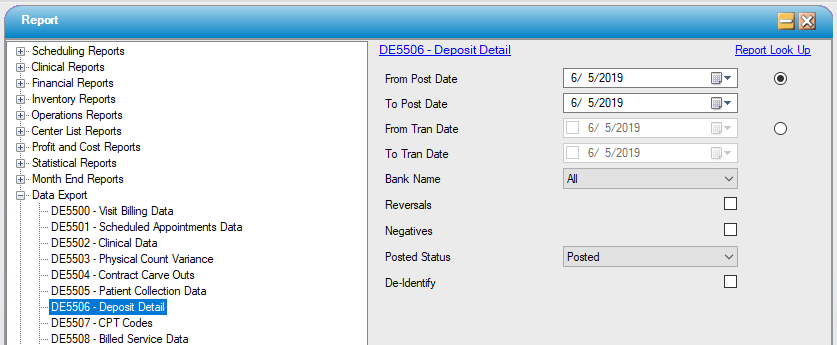 Report
Scheduling Reports
Clinical Reports
Financial Reports
Inventory Reports
Operations Reports
Center List Reports
Profit and Cost Reports
Statistical Reports
Month End Reports
Data Export
DE5500 - Visit Billing Data
DE5501 - Scheduled Appointments Data
DE5502 - Clinical Data
DE5503 - Physical Count Variance
DE5504 - Contract Carve Outs
DE5505 - Patient Collection Data
DE5506 - Deposit Detail
DE5507 - CPT Codes
DE5508 - Billed Service Data
DE5506 - Deposit Detail Report Look Up
From Post Date 6/ 5/2019
To Post Date 6/ 5/2019
From Tran Date 6/ 5/2019
To Tran Date 6/ 5/2019
Bank Name All
Reversals
Negatives
Posted Status Posted
De-Identify